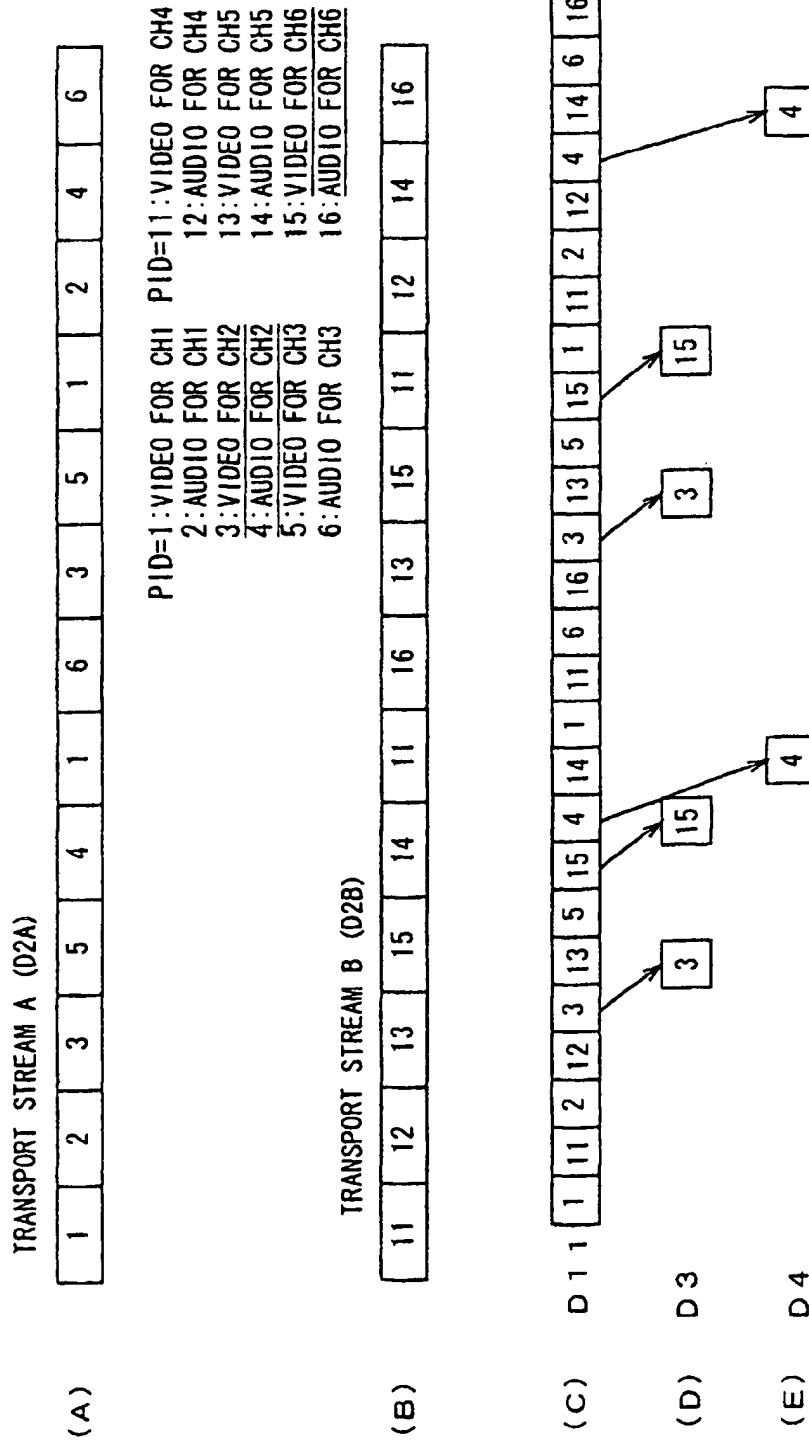 TRANSPORT STREAM A (D2A)
(A) 1 2 3 5 4 1 6 3 5 1 2 4 6
PID=1:VIDEO FOR CH1 PID=11:VIDEO FOR CH4
2:AUDIO FOR CH1 12:AUDIO FOR CH4
3:VIDEO FOR CH2 13:VIDEO FOR CH5
4:AUDIO FOR CH2 14:AUDIO FOR CH5
5:VIDEO FOR CH3 15:VIDEO FOR CH6
6:AUDIO FOR CH3 16:AUDIO FOR CH6
TRANSPORT STREAM B (D2B)
(B) 11 12 13 15 14 11 16 13 15 11 12 14 16
(C) D11 1 11 2 12 3 13 5 15 4 14 1 11 6 16 3 13 5 15 1 11 2 12 4 14 6 16
(D) D3 3 15 3 15
(E) D4 4 4